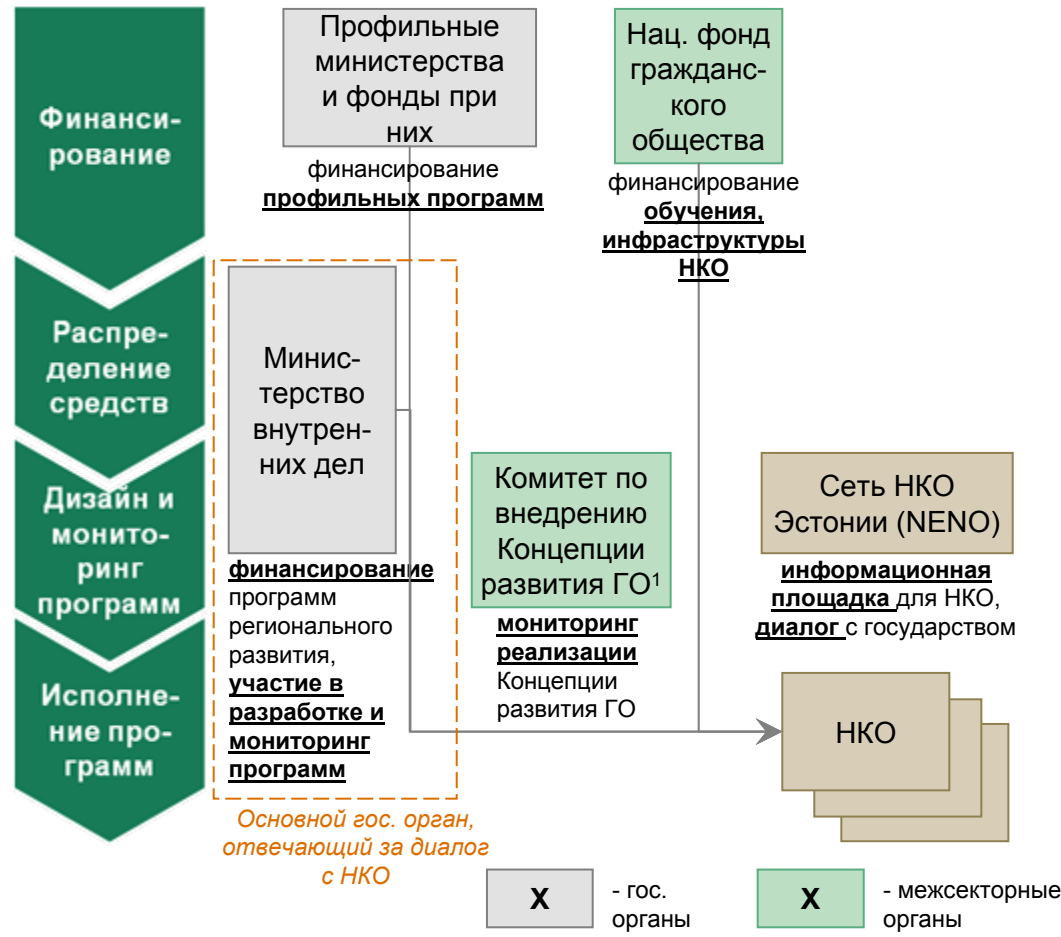 Финанси-
рование
Профильные
министерства
и фонды при
них
финансирование
профильных программ
Нац. фонд
гражданс-
кого
общества
финансирование
обучения,
инфраструктуры
НКО
Распре-
деление
средств
Минис-
терство
внутрен-
них дел
Дизайн и
монито-
ринг
программ
Комитет по
внедрению
Концепции
развития ГО¹
Сеть НКО
Эстонии (NENO)
финансирование
программ
регионального
развития,
участие в
разработке и
мониторинг
программ
мониторинг
реализации
Концепции
развития ГО
информационная
площадка для НКО,
диалог с государством
Исполне-
ние про-
грамм
НКО
Основной гос. орган,
отвечающий за диалог
с НКО
X
- гос.
органы
X
- межсекторные
органы